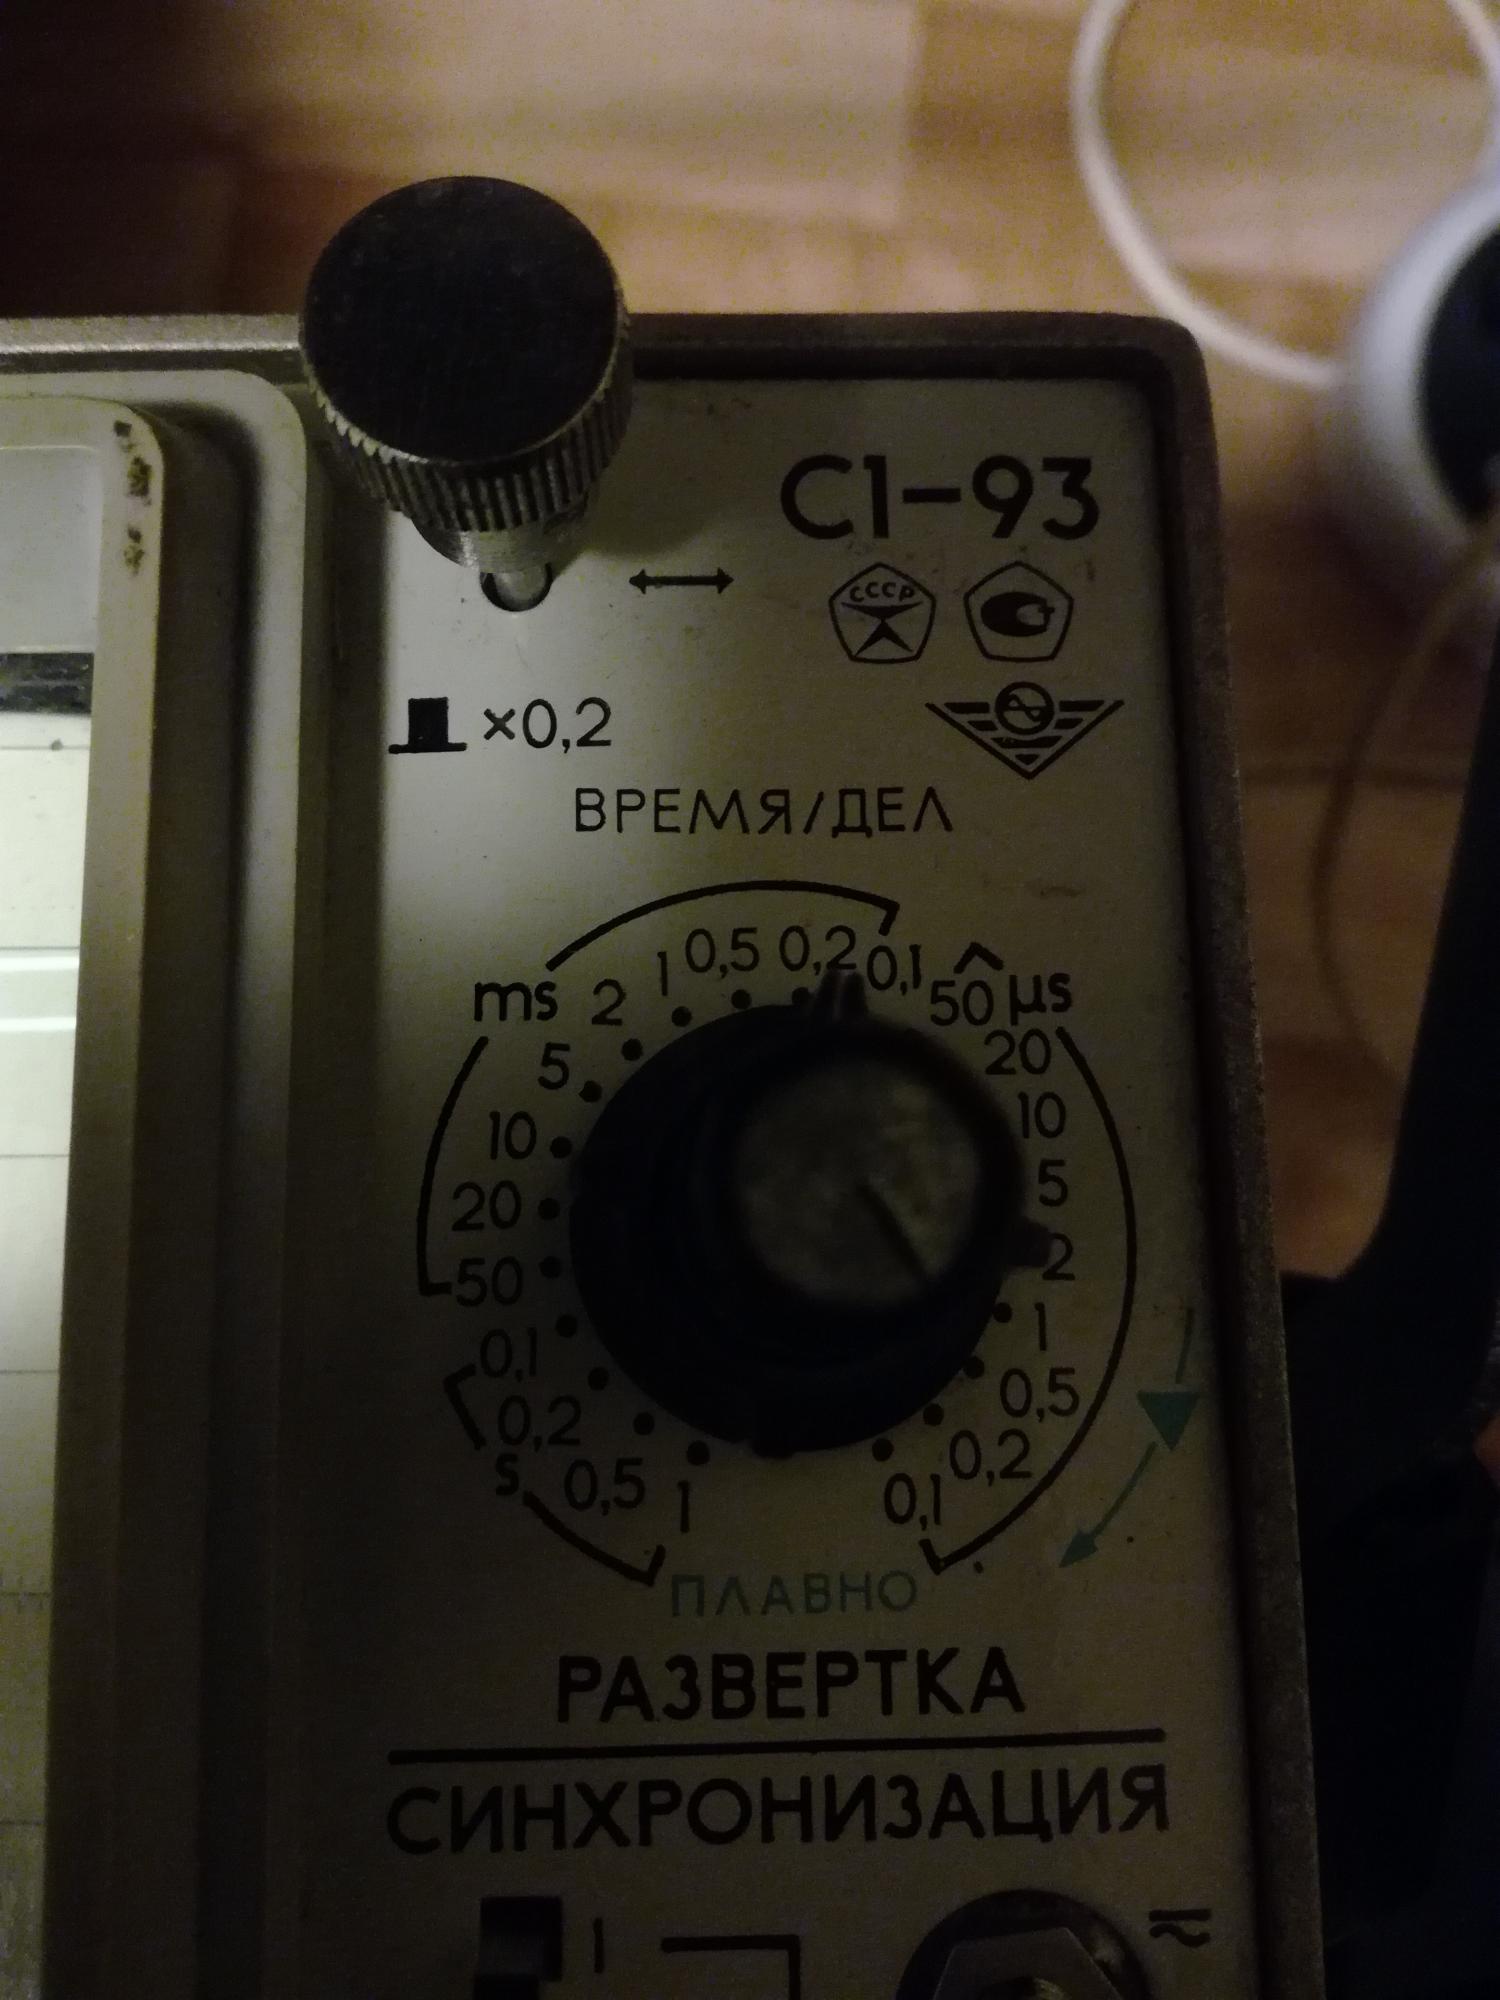 С1-93
СССР
×0,2
ВРЕМЯ/ДЕЛ
ms 2 1 0,5 0,2 0,1 50 µs
5 20
10 10
20 5
50 2
0,1 1
0,2 0,5
s 0,5 1 0,1 0,2
ПЛАВНО
РАЗВЕРТКА
СИНХРОНИЗАЦИЯ